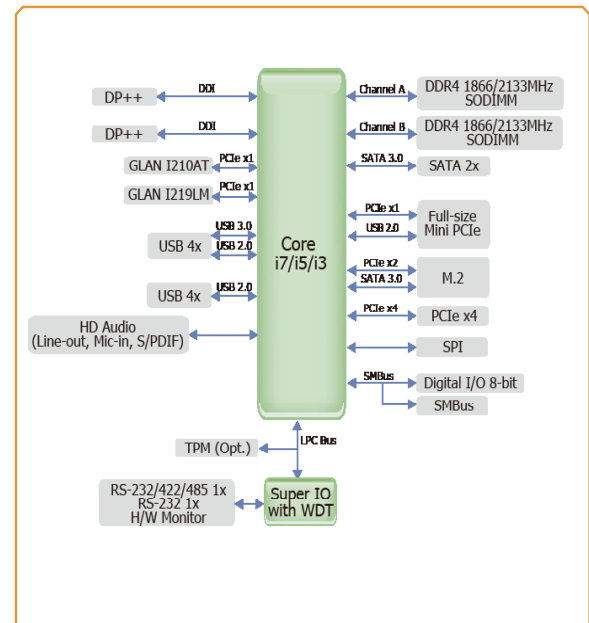 DP++
DDI
DP++
DDI
GLAN I210AT
PCIe x1
GLAN I219LM
PCIe x1
USB 4x
USB 3.0
USB 2.0
USB 4x
USB 2.0
HD Audio
(Line-out, Mic-in, S/PDIF)
Core
i7/i5/i3
Channel A
DDR4 1866/2133MHz
SODIMM
Channel B
DDR4 1866/2133MHz
SODIMM
SATA 3.0
SATA 2x
PCIe x1
USB 2.0
Full-size
Mini PCIe
PCIe x2
SATA 3.0
M.2
PCIe x4
PCIe x4
SPI
SMBus
Digital I/O 8-bit
SMBus
LPC Bus
TPM (Opt.)
RS-232/422/485 1x
RS-232 1x
H/W Monitor
Super IO
with WDT